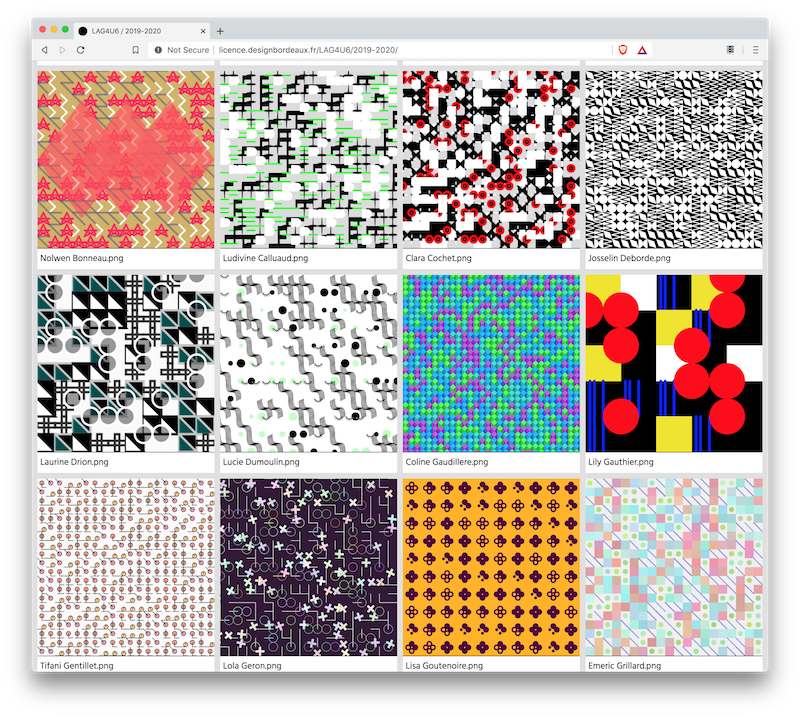 LAG4U6 / 2019-2020
Not Secure
licence.designbordeaux.fr/LAG4U6/2019-2020/
Nolwen Bonneau.png
Ludivine Calluaud.png
Clara Cochet.png
Josselin Deborde.png
Laurine Drion.png
Lucie Dumoulin.png
Coline Gaudillere.png
Lily Gauthier.png
Tifani Gentillet.png
Lola Geron.png
Lisa Goutenoire.png
Emeric Grillard.png